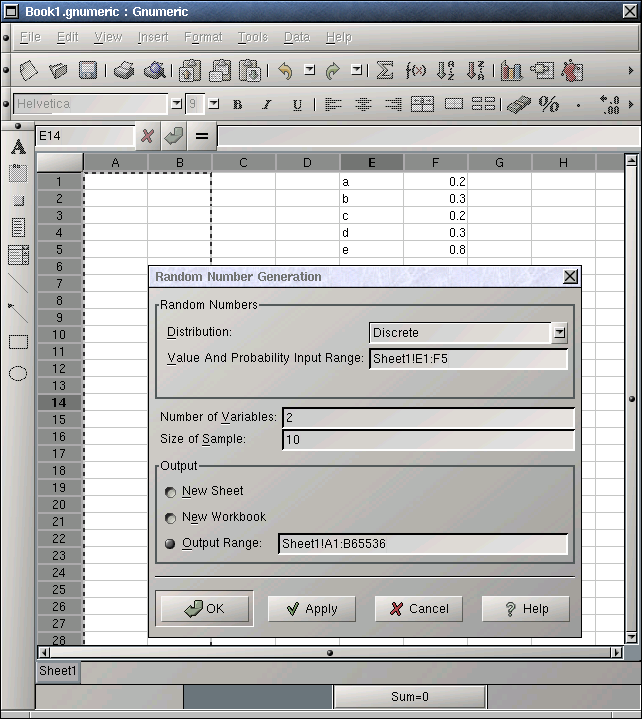 Book1.gnumeric : Gnumeric
File Edit View Insert Format Tools Data Help
f(x) A Z Z A
Helvetica 9 B I U % .0 .00
E14 =
A
A B C D E F G H
1 a 0.2
2 b 0.3
3 c 0.2
4 d 0.3
5 e 0.8
6
7
8
9
10
11
12
13
14
15
16
17
18
19
20
21
22
23
24
25
26
27
28
Random Number Generation
Random Numbers
Distribution: Discrete
Value And Probability Input Range: Sheet1!E1:F5
Number of Variables: 2
Size of Sample: 10
Output
New Sheet
New Workbook
Output Range: Sheet1!A1:B65536
OK Apply Cancel ? Help
Sheet1
Sum=0